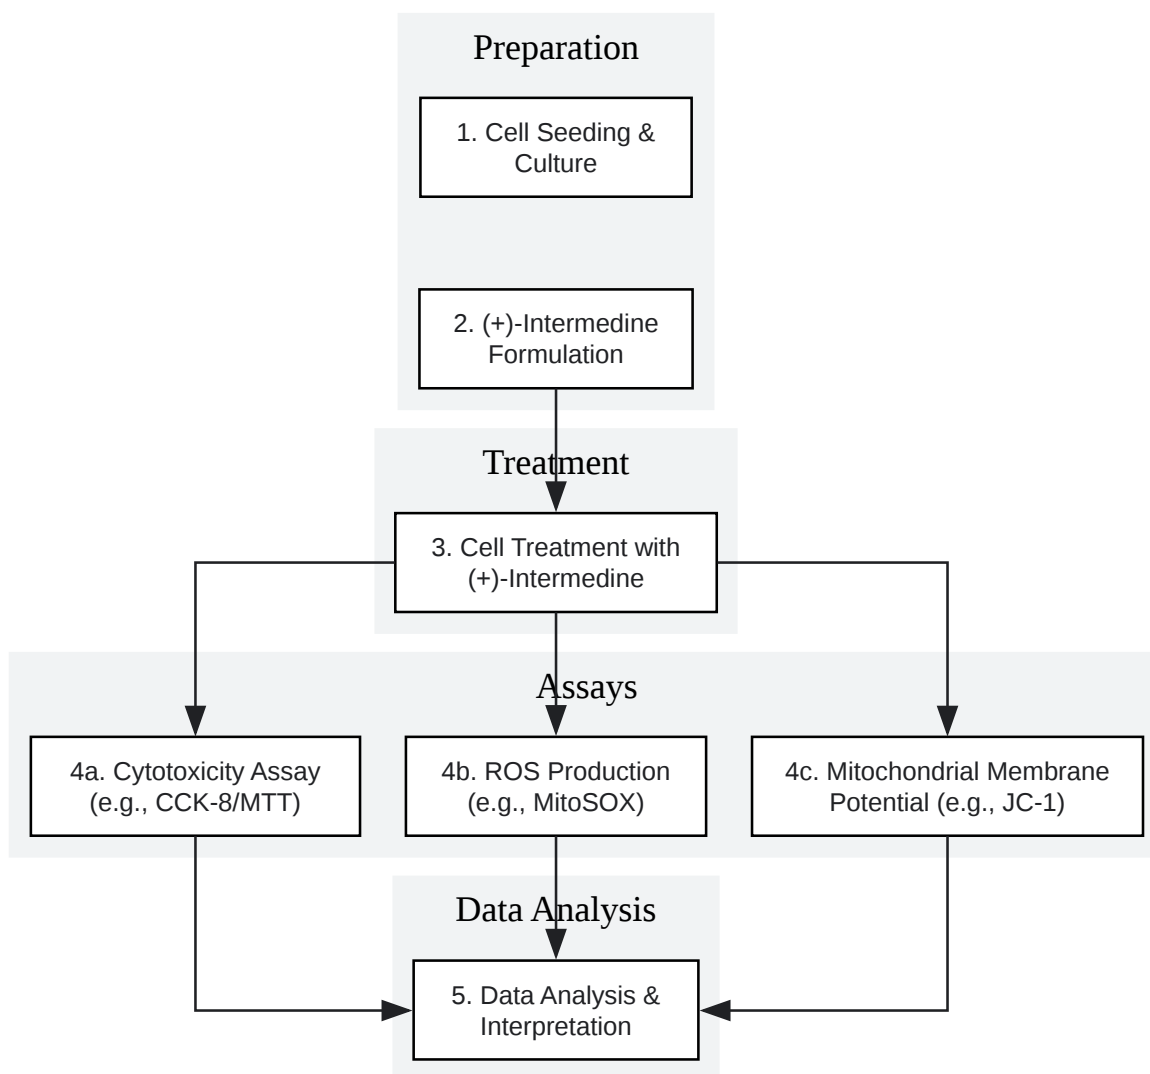 Preparation
1. Cell Seeding &
Culture
2. (+)-Intermedine
Formulation
Treatment
3. Cell Treatment with
(+)-Intermedine
Assays
4a. Cytotoxicity Assay
(e.g., CCK-8/MTT)
4b. ROS Production
(e.g., MitoSOX)
4c. Mitochondrial Membrane
Potential (e.g., JC-1)
Data Analysis
5. Data Analysis &
Interpretation